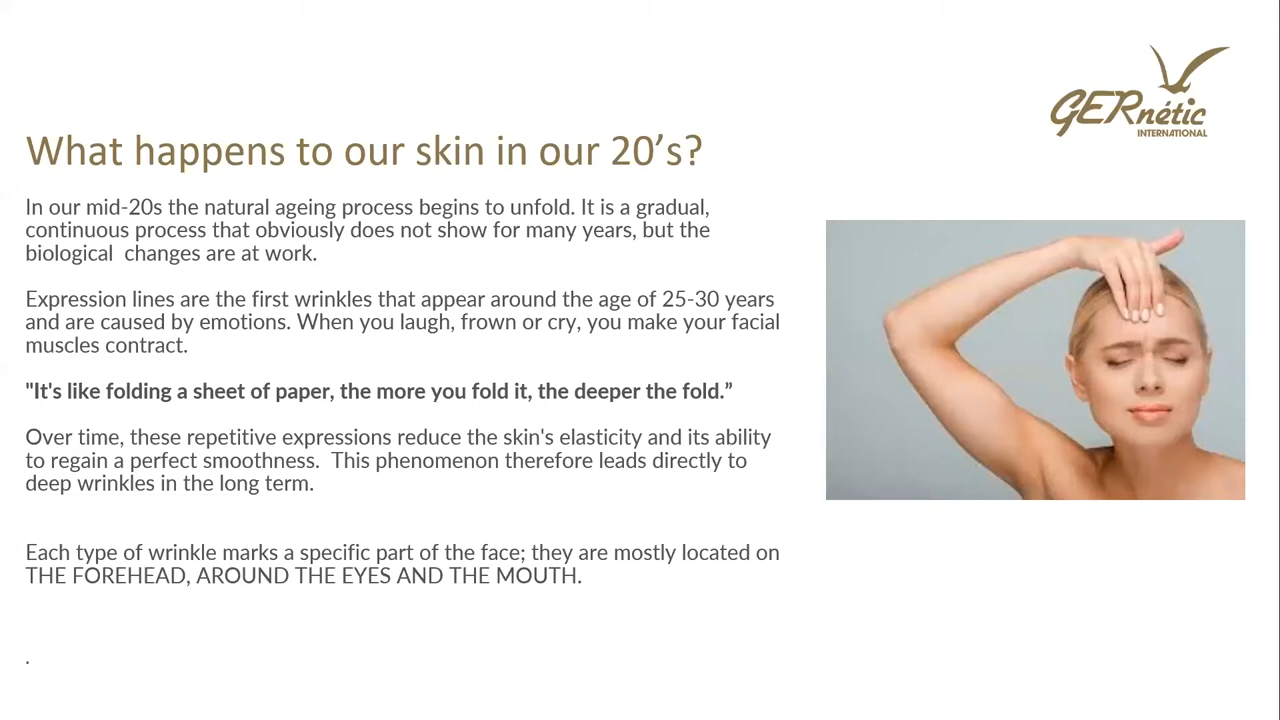 GERnétic
INTERNATIONAL
What happens to our skin in our 20’s?
In our mid-20s the natural ageing process begins to unfold. It is a gradual,
continuous process that obviously does not show for many years, but the
biological  changes are at work.
Expression lines are the first wrinkles that appear around the age of 25-30 years
and are caused by emotions. When you laugh, frown or cry, you make your facial
muscles contract.
"It's like folding a sheet of paper, the more you fold it, the deeper the fold.”
Over time, these repetitive expressions reduce the skin's elasticity and its ability
to regain a perfect smoothness.  This phenomenon therefore leads directly to
deep wrinkles in the long term.
Each type of wrinkle marks a specific part of the face; they are mostly located on
THE FOREHEAD, AROUND THE EYES AND THE MOUTH.
.